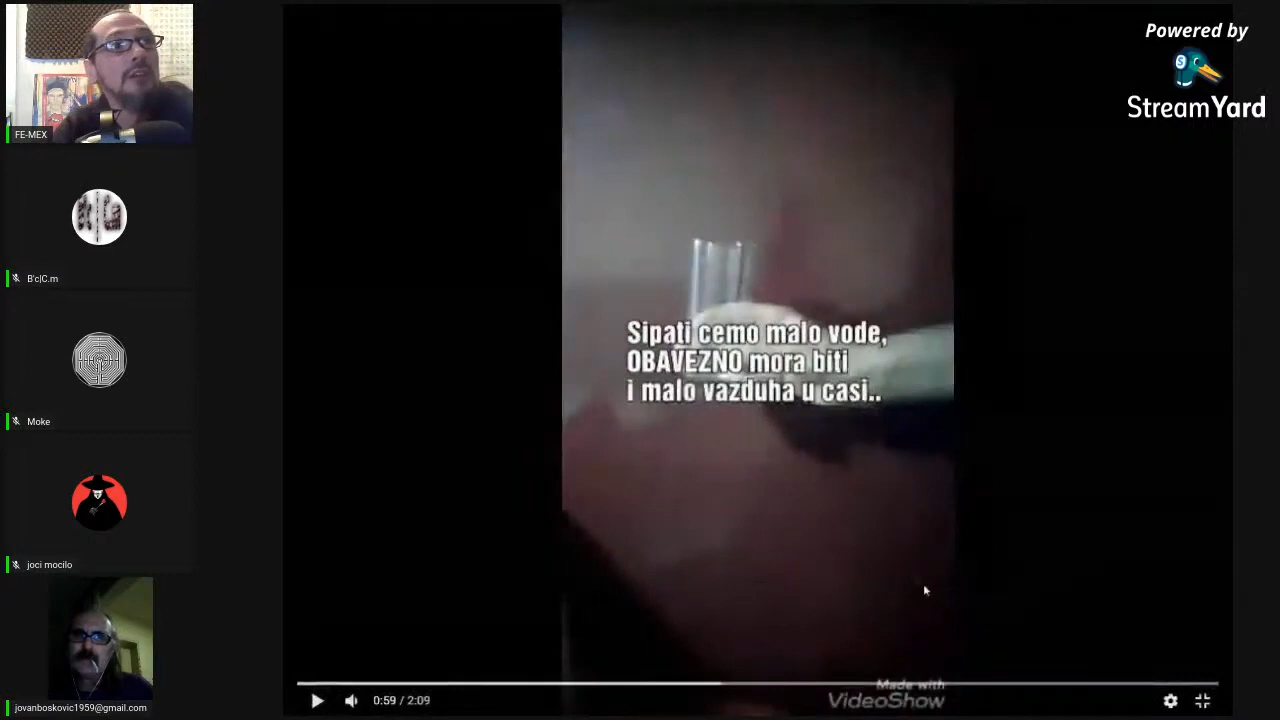 Powered by
StreamYard
FE-MEX
B'c|C.m
Moke
joci mocilo
jovanboskovic1959@gmail.com
Sipati cemo malo vode,
OBAVEZNO mora biti
i malo vazduha u casi..
0:59 / 2:09
Made with
VideoShow